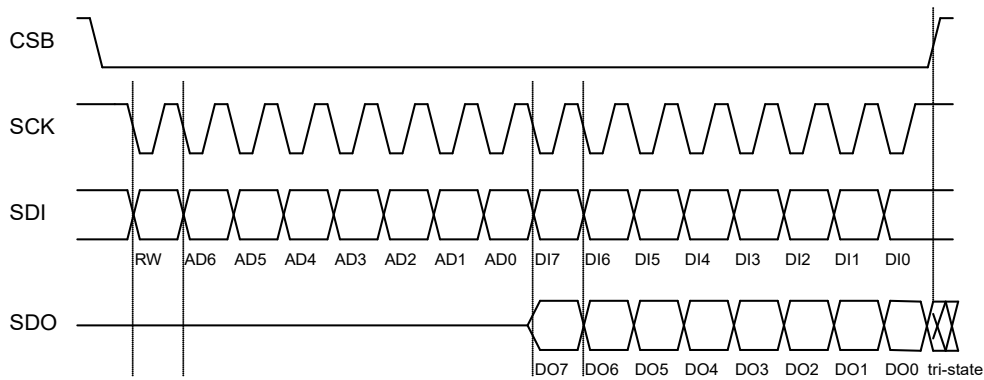 CSB
SCK
SDI
RW AD6 AD5 AD4 AD3 AD2 AD1 AD0 DI7 DI6 DI5 DI4 DI3 DI2 DI1 DI0
SDO
DO7 DO6 DO5 DO4 DO3 DO2 DO1 DO0 tri-state